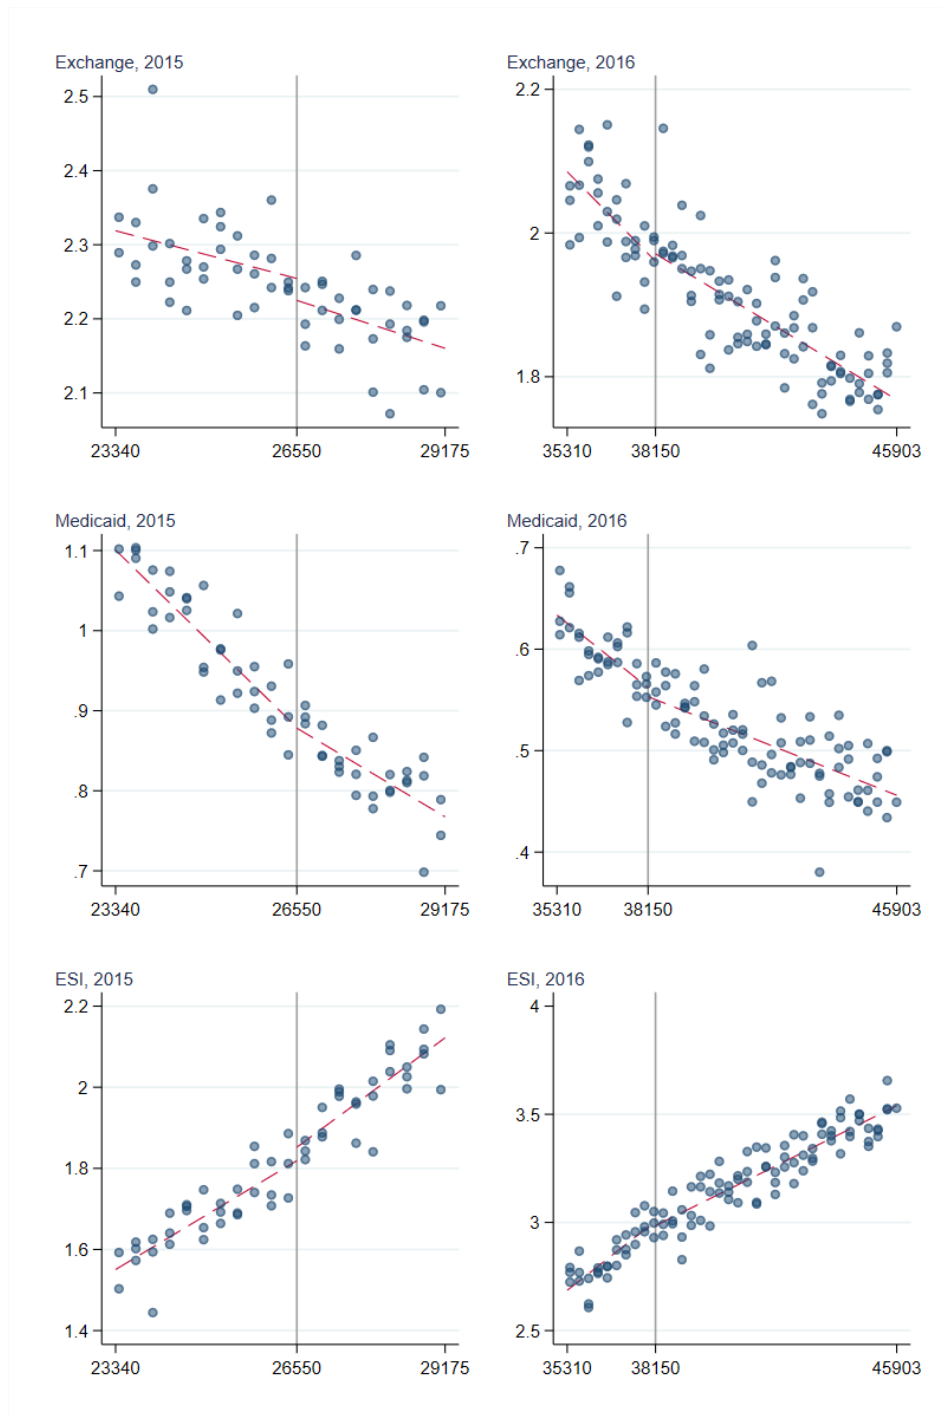 Exchange, 2015
2.5
2.4
2.3
2.2
2.1
23340 26550 29175
Exchange, 2016
2.2
2
1.8
35310 38150 45903
Medicaid, 2015
1.1
1
.9
.8
.7
23340 26550 29175
Medicaid, 2016
.7
.6
.5
.4
35310 38150 45903
ESI, 2015
2.2
2
1.8
1.6
1.4
23340 26550 29175
ESI, 2016
4
3.5
3
2.5
35310 38150 45903